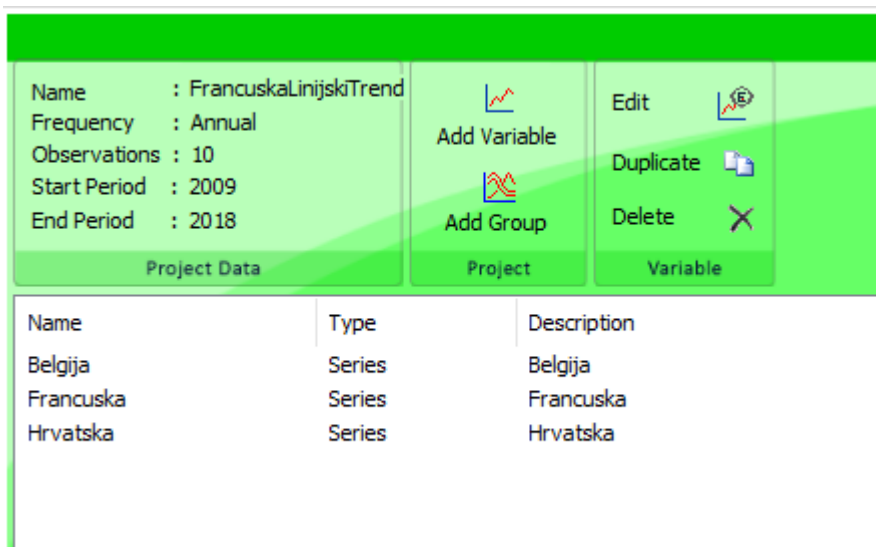 Name : FrancuskaLinijskiTrend
Frequency : Annual
Observations : 10
Start Period : 2009
End Period : 2018
Project Data
Add Variable
Add Group
Project
Edit
Duplicate
Delete
Variable
Name Type Description
Belgija Series Belgija
Francuska Series Francuska
Hrvatska Series Hrvatska